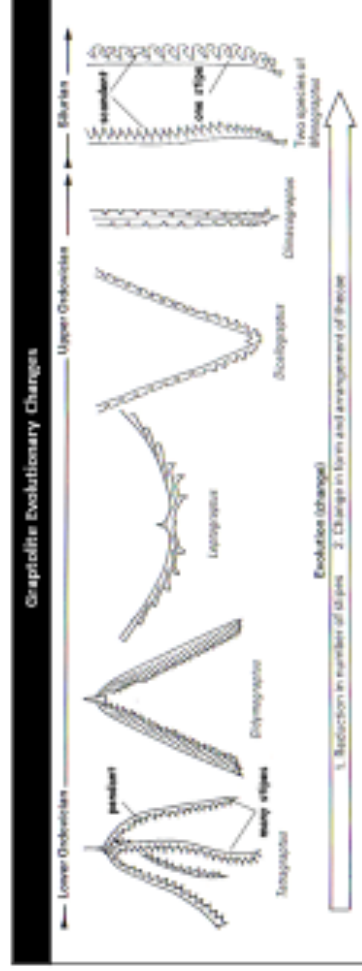 Graptolite Evolutionary Changes
Lower Ordovician
Upper Ordovician
Silurian
pendant
many stipes
scandent
one stipe
Tetragraptus
Didymograptus
Leptograptus
Dicellograptus
Climacograptus
Two species of
Monograptus
Evolution (change)
1. Reduction in number of stipes
2. Change in form and arrangement of thecae